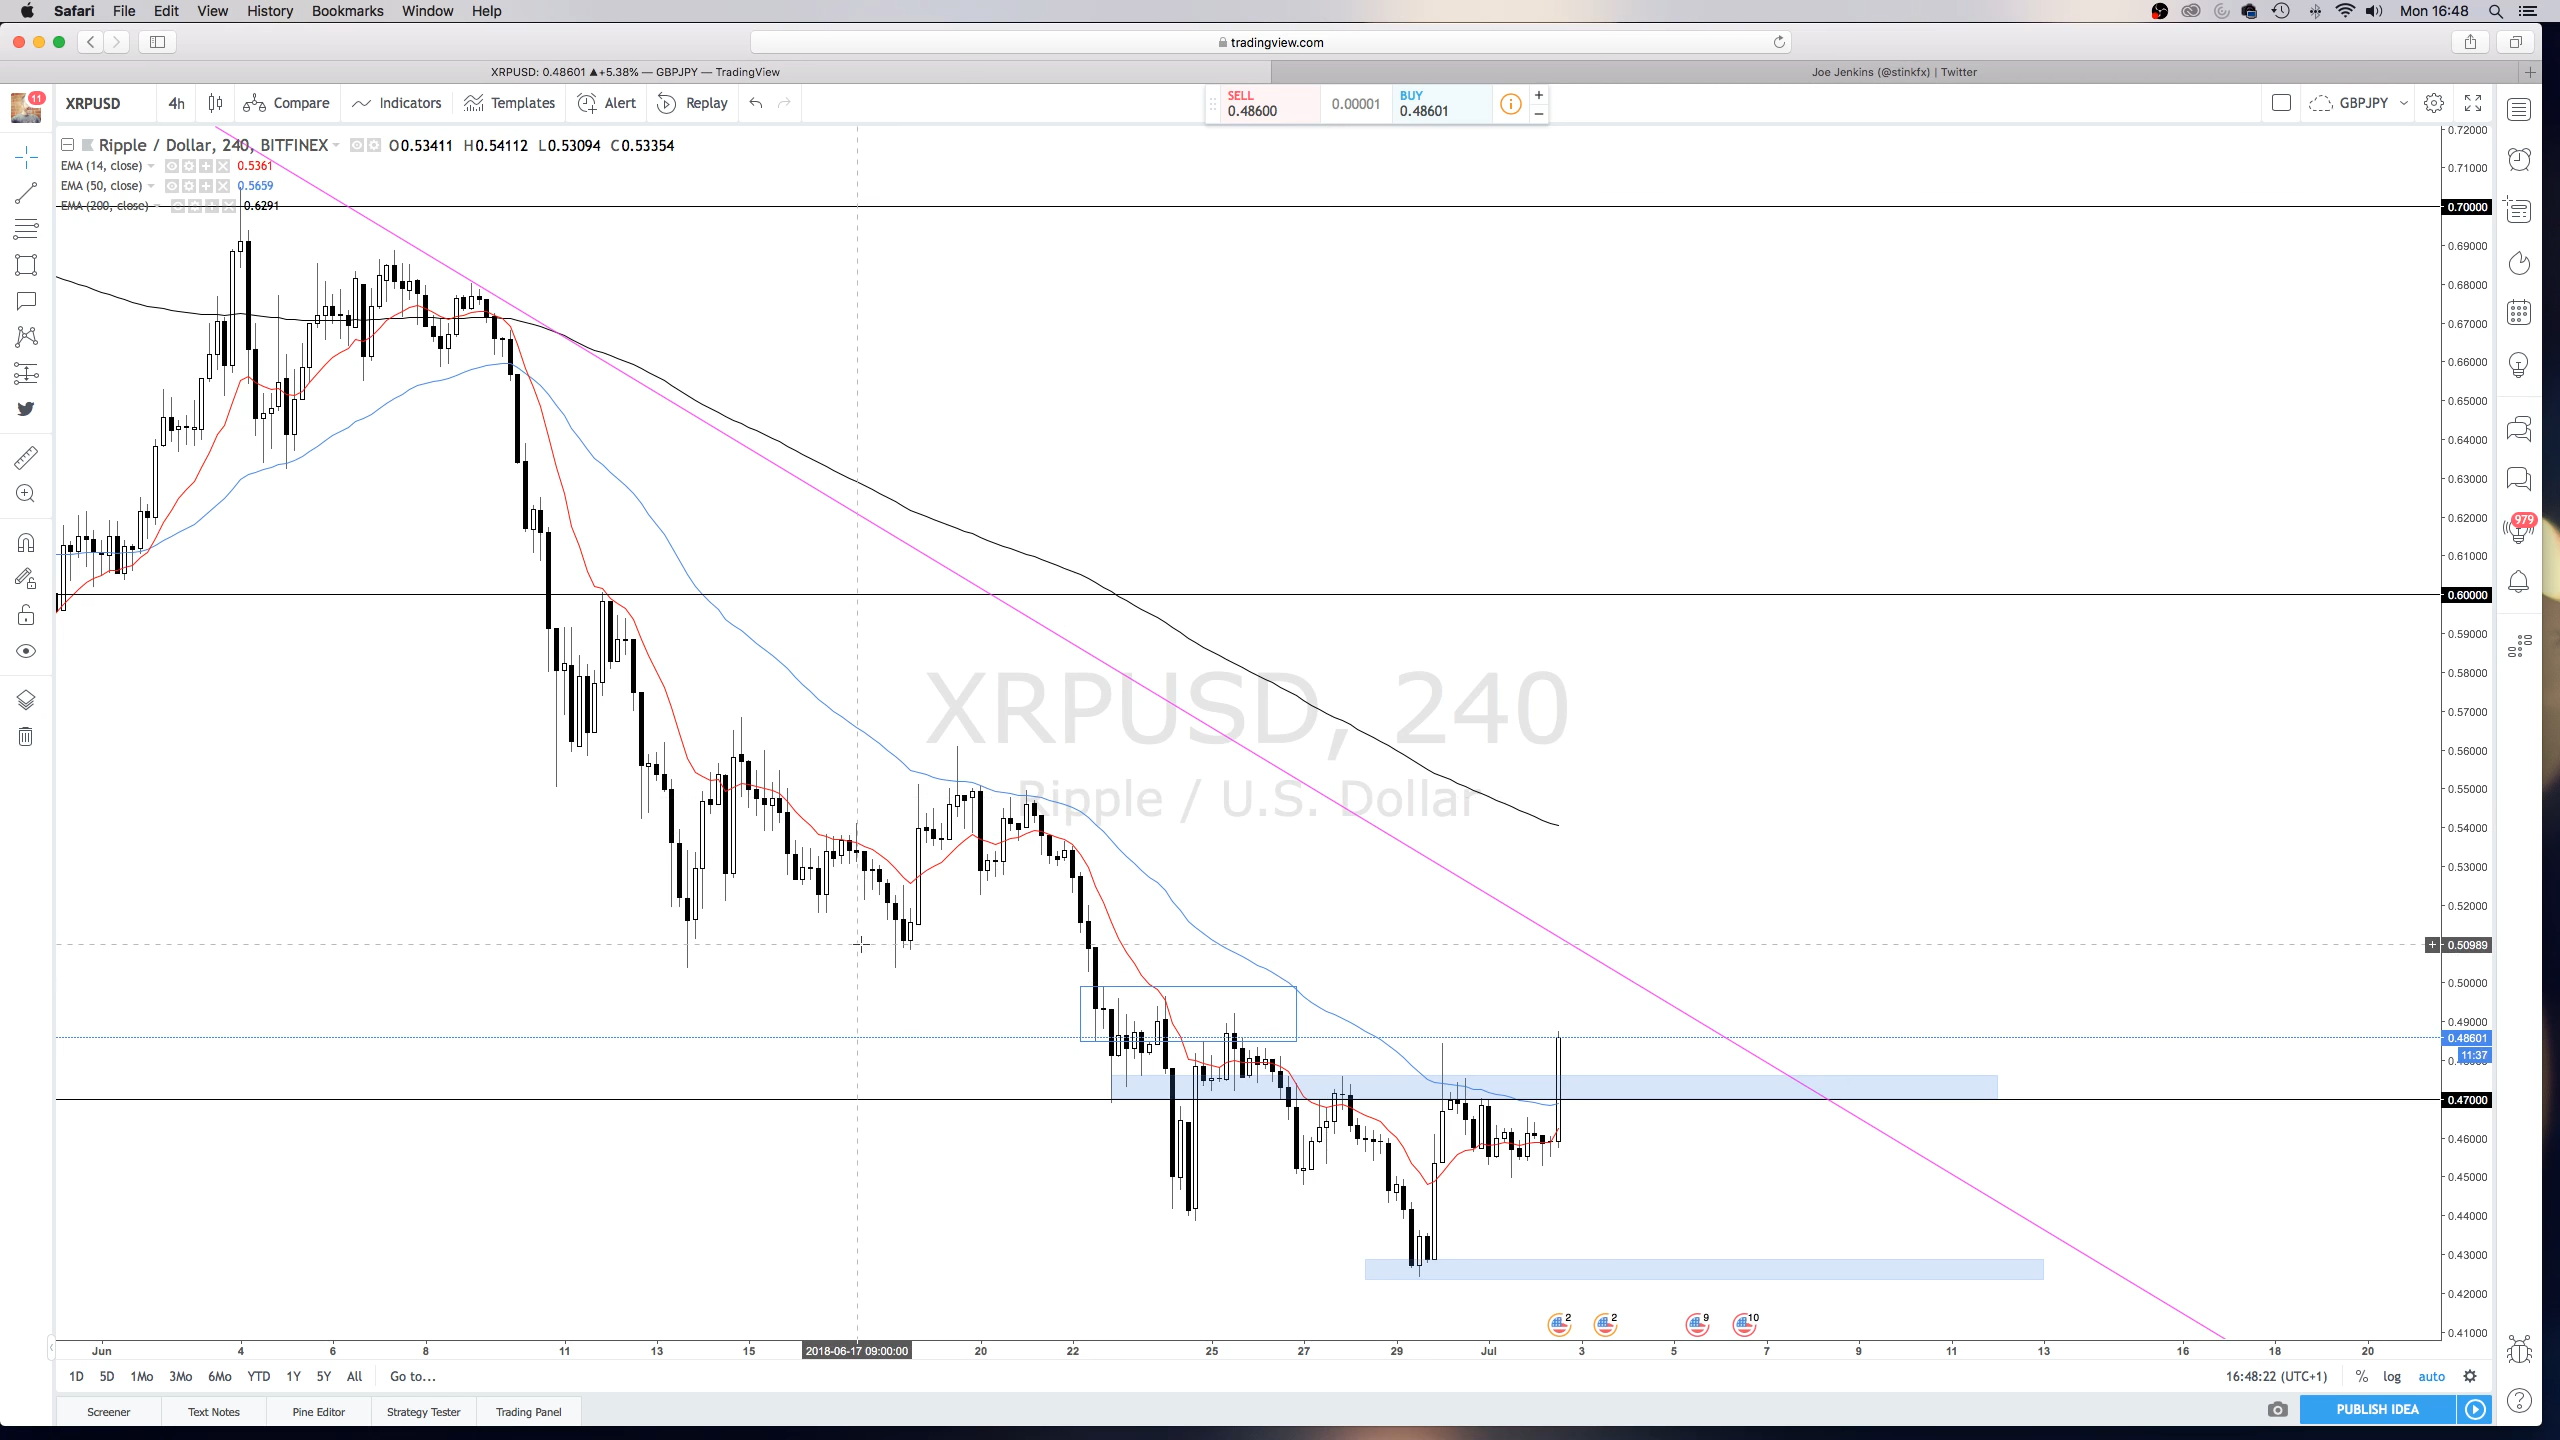 Safari File Edit View History Bookmarks Window Help Mon 16:48
tradingview.com
XRPUSD: 0.48601 ▲+5.38% — GBPJPY — TradingView Joe Jenkins (@stinkfx) | Twitter
11 XRPUSD 4h Compare Indicators Templates Alert Replay SELL 0.48600 0.00001 BUY 0.48601 GBPJPY
Ripple / Dollar, 240, BITFINEX O0.53411 H0.54112 L0.53094 C0.53354
EMA (14, close) 0.5361
EMA (50, close) 0.5659
EMA (200, close) 0.6291
XRPUSD, 240
Ripple / U.S. Dollar
0.72000
0.71000
0.70000
0.69000
0.68000
0.67000
0.66000
0.65000
0.64000
0.63000
0.62000
0.61000
0.60000
0.59000
0.58000
0.57000
0.56000
0.55000
0.54000
0.53000
0.52000
0.50989
0.50000
0.49000
0.48601
11:37
0.47000
0.46000
0.45000
0.44000
0.43000
0.42000
0.41000
979
2 2 9 10
Jun 4 6 8 11 13 15 2018-06-17 09:00:00 20 22 25 27 29 Jul 3 5 7 9 11 13 16 18 20
1D 5D 1Mo 3Mo 6Mo YTD 1Y 5Y All Go to... 16:48:22 (UTC+1) % log auto
Screener Text Notes Pine Editor Strategy Tester Trading Panel PUBLISH IDEA